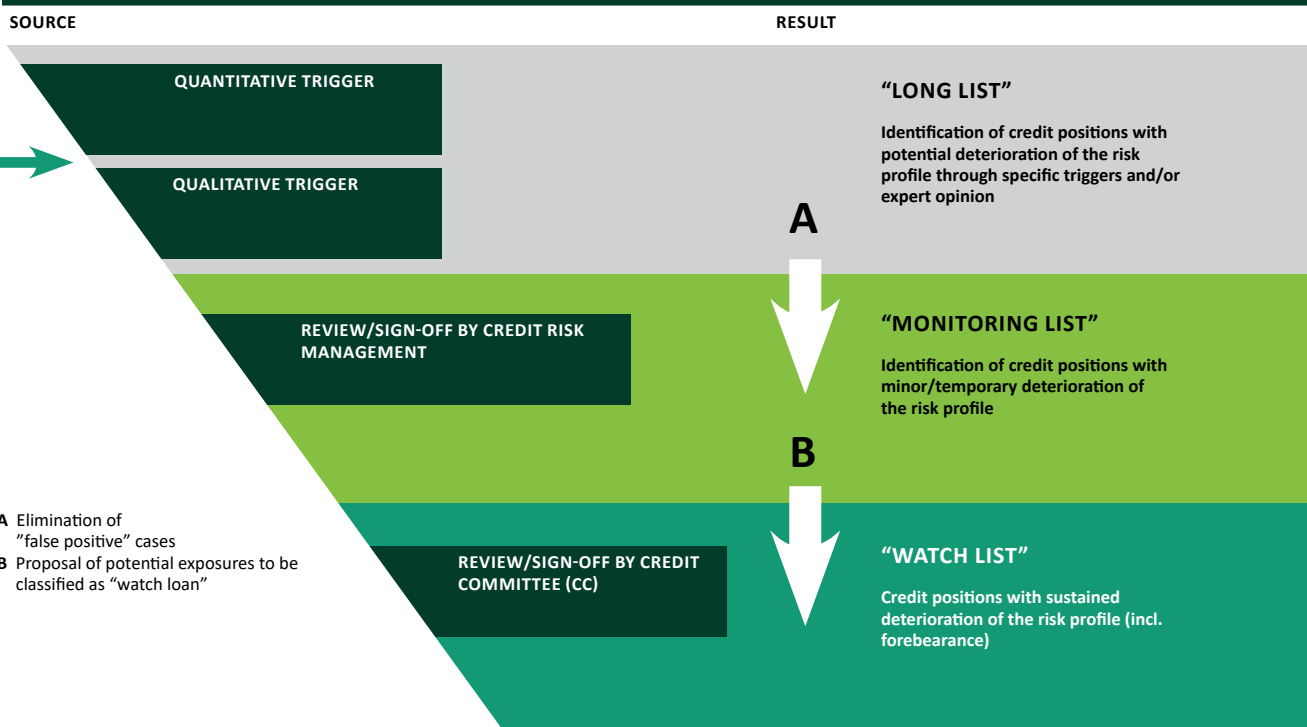 SOURCE
RESULT
QUANTITATIVE TRIGGER
QUALITATIVE TRIGGER
“LONG LIST”
Identification of credit positions with
potential deterioration of the risk
profile through specific triggers and/or
expert opinion
A
REVIEW/SIGN-OFF BY CREDIT RISK
MANAGEMENT
“MONITORING LIST”
Identification of credit positions with
minor/temporary deterioration of
the risk profile
B
A Elimination of
”false positive” cases
B Proposal of potential exposures to be
classified as “watch loan”
REVIEW/SIGN-OFF BY CREDIT
COMMITTEE (CC)
“WATCH LIST”
Credit positions with sustained
deterioration of the risk profile (incl.
forebearance)